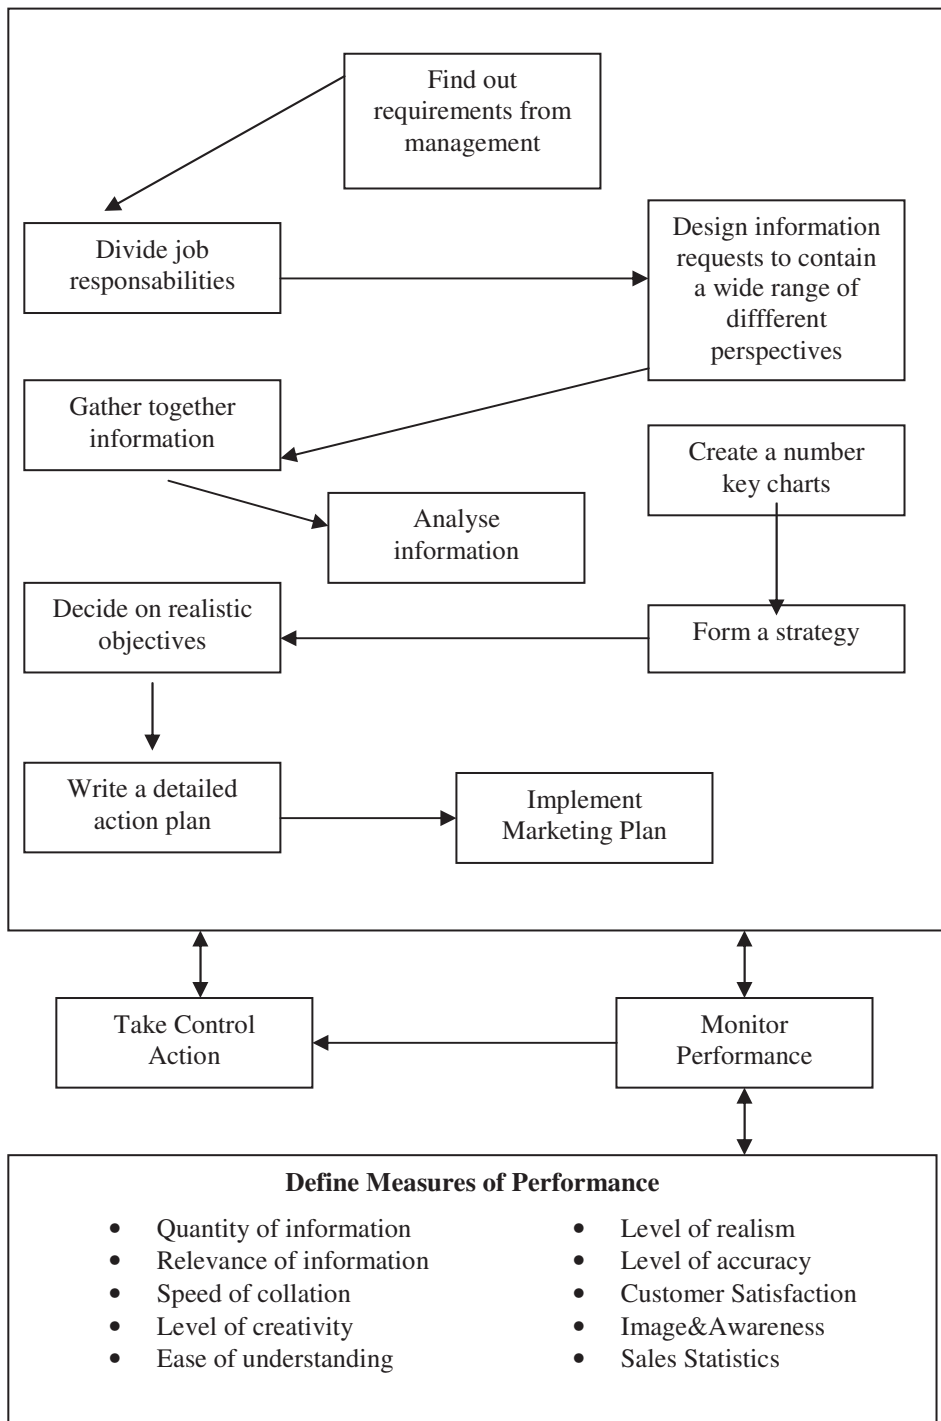 Find out
requirements from
management
Divide job
responsabilities
Design information
requests to contain
a wide range of
diffferent
perspectives
Gather together
information
Create a number
key charts
Analyse
information
Decide on realistic
objectives
Form a strategy
Write a detailed
action plan
Implement
Marketing Plan
Take Control
Action
Monitor
Performance
Define Measures of Performance
• Quantity of information
• Relevance of information
• Speed of collation
• Level of creativity
• Ease of understanding
• Level of realism
• Level of accuracy
• Customer Satisfaction
• Image&Awareness
• Sales Statistics